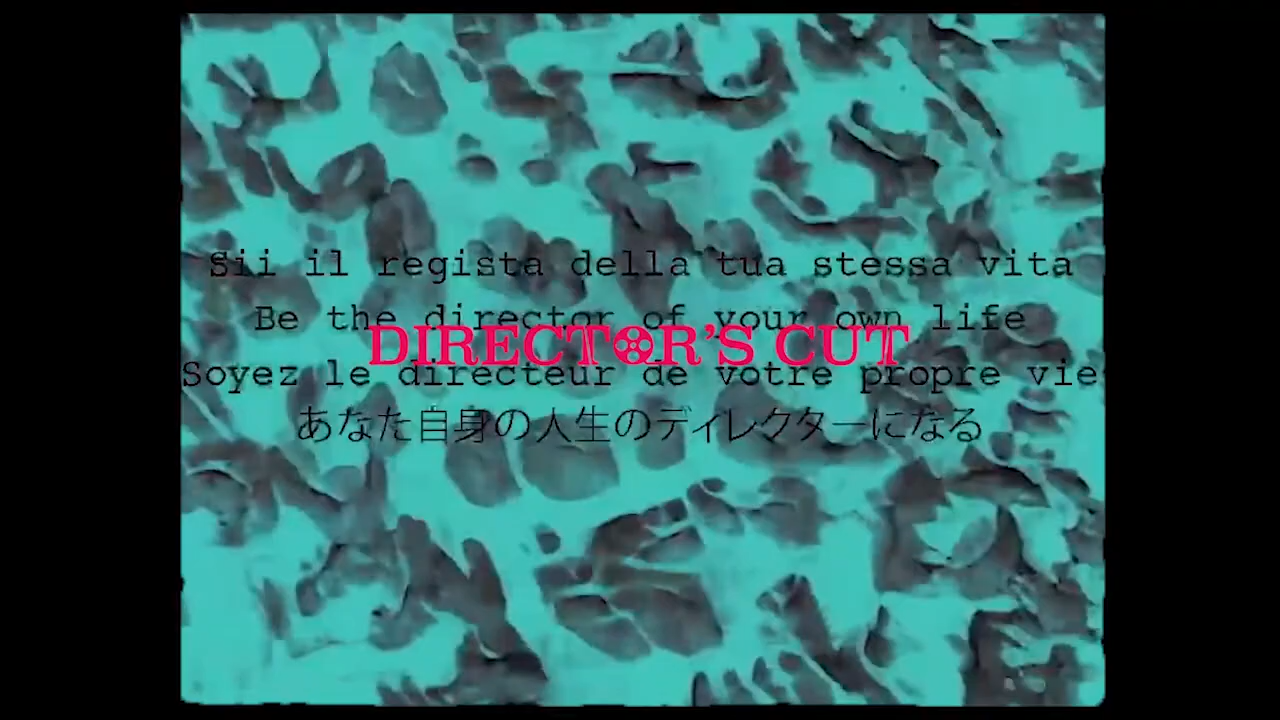 Sii il regista della tua stessa vita
Be the director of your own life
DIRECTOR'S CUT
Soyez le directeur de votre propre vie
あなた自身の人生のディレクターになる